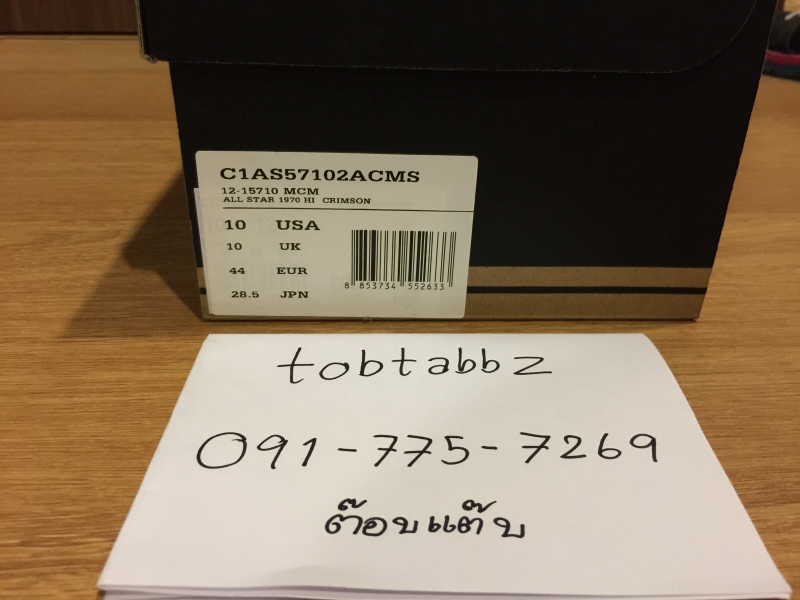 C1AS57102ACMS
12-15710 MCM
ALL STAR 1970 HI CRIMSON
10 USA
10 UK
44 EUR
28.5 JPN
8 853734 552633
tobtabbz
091-775-7269
ต๊อบแต๊บ